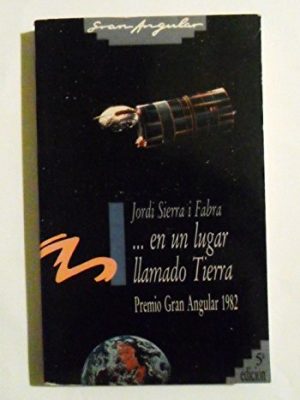 Gran Angular
Jordi Sierra i Fabra
... en un lugar
llamado Tierra
Premio Gran Angular 1982
5ª
edición